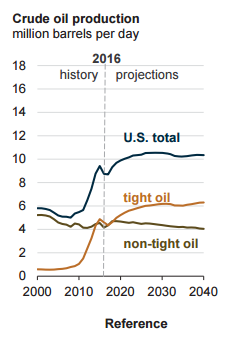 Crude oil production
million barrels per day
2016
18
history
projections
16
14
12
U.S. total
10
8
tight oil
6
4
non-tight oil
2
0
2000
2010
2020
2030
2040
Reference